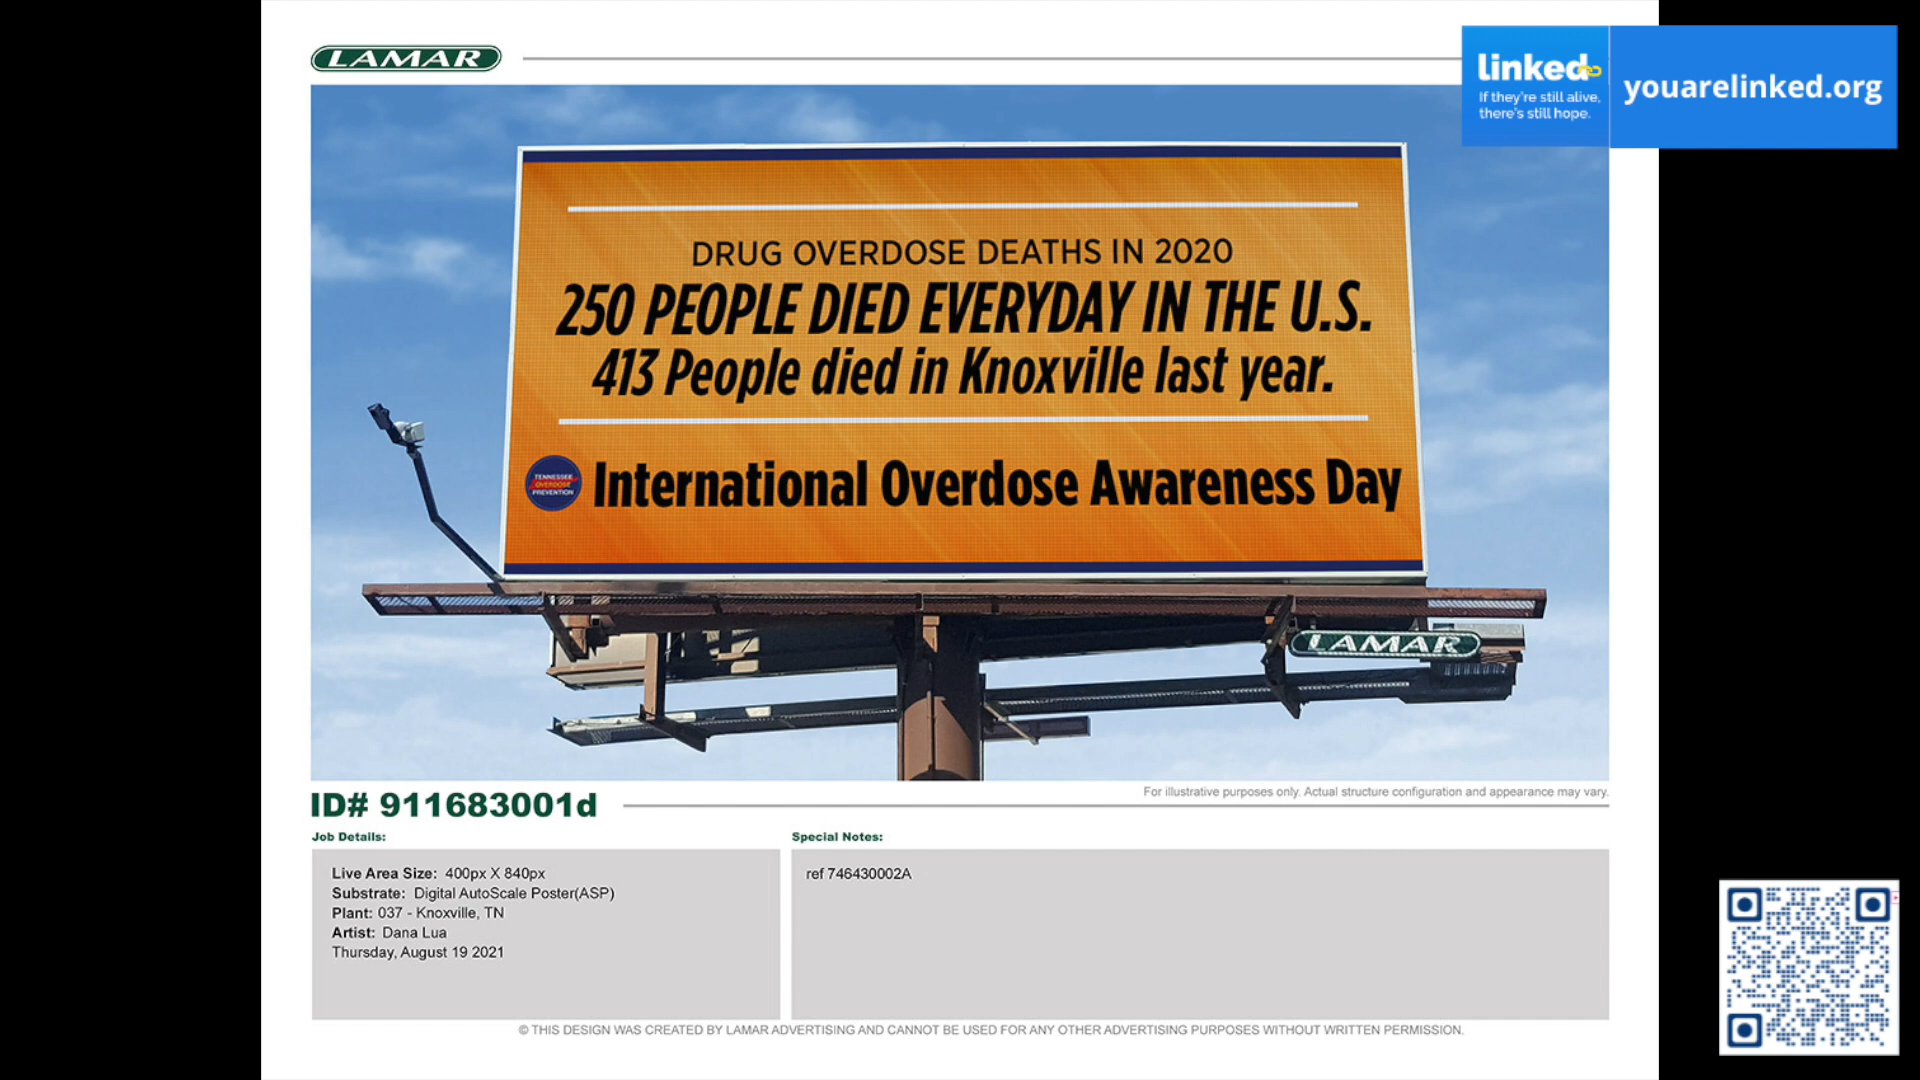 LAMAR
linked
If they're still alive,
there's still hope.
youarelinked.org
DRUG OVERDOSE DEATHS IN 2020
250 PEOPLE DIED EVERYDAY IN THE U.S.
413 People died in Knoxville last year.
TENNESSEE
OVERDOSE
PREVENTION
International Overdose Awareness Day
LAMAR
For illustrative purposes only. Actual structure configuration and appearance may vary.
ID# 911683001d
Job Details:
Live Area Size: 400px X 840px
Substrate: Digital AutoScale Poster(ASP)
Plant: 037 - Knoxville, TN
Artist: Dana Lua
Thursday, August 19 2021
Special Notes:
ref 746430002A
© THIS DESIGN WAS CREATED BY LAMAR ADVERTISING AND CANNOT BE USED FOR ANY OTHER ADVERTISING PURPOSES WITHOUT WRITTEN PERMISSION.